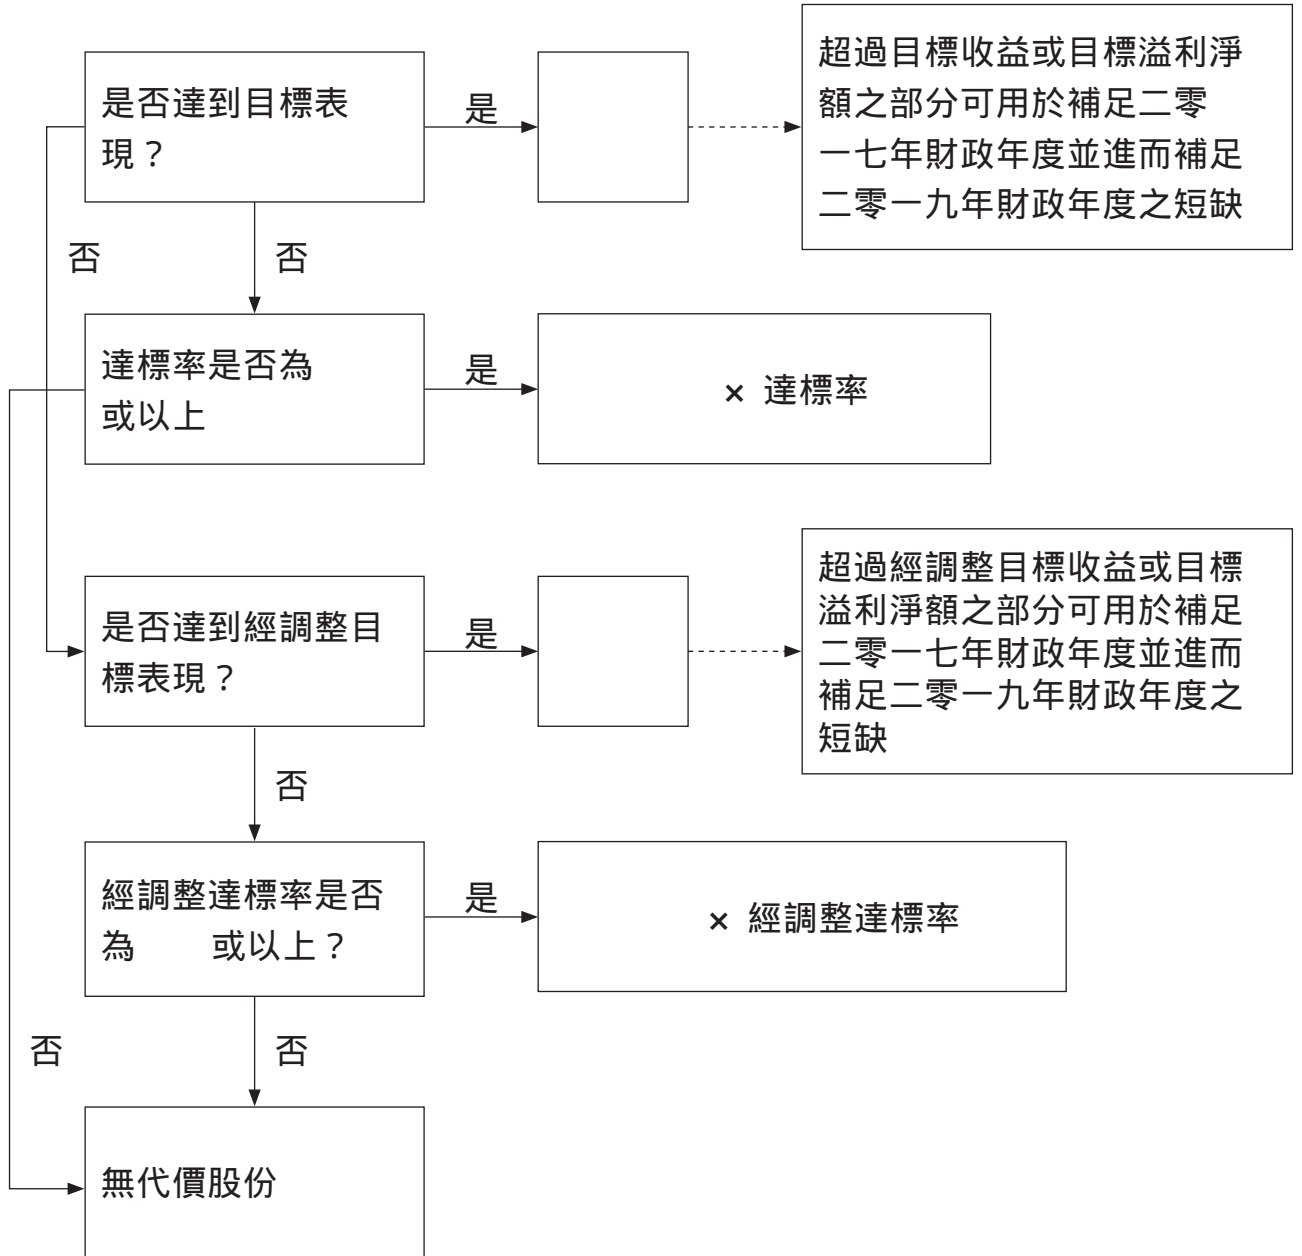 是否達到目標表
現？
是
超過目標收益或目標溢利淨
額之部分可用於補足二零
一七年財政年度並進而補足
二零一九年財政年度之短缺
否
否
達標率是否為
或以上
是
× 達標率
是否達到經調整目
標表現？
是
超過經調整目標收益或目標
溢利淨額之部分可用於補足
二零一七年財政年度並進而
補足二零一九年財政年度之
短缺
否
經調整達標率是否
為 或以上？
是
× 經調整達標率
否
否
無代價股份